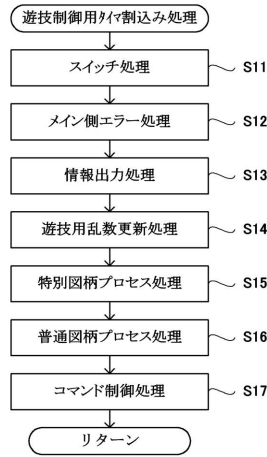 遊技制御用ﾀｲﾏ割込み処理
スイッチ処理 S11
メイン側エラー処理 S12
情報出力処理 S13
遊技用乱数更新処理 S14
特別図柄プロセス処理 S15
普通図柄プロセス処理 S16
コマンド制御処理 S17
リターン